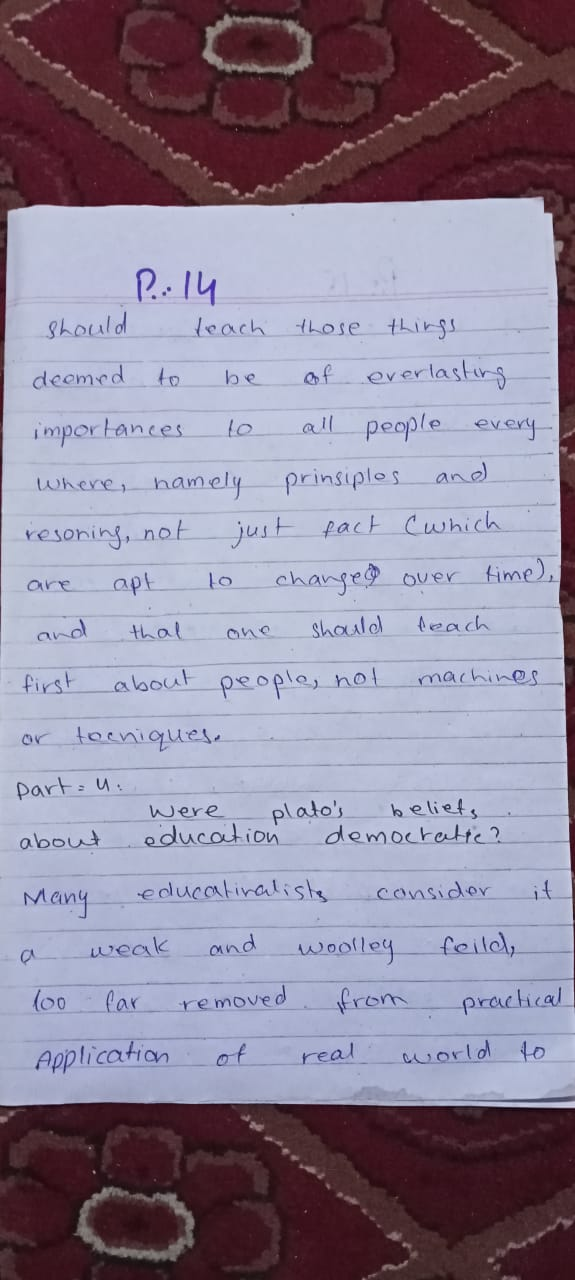 P.:14
should teach those things
deemed to be of everlasting
importances to all people every
where, namely prinsiples and
resoning, not just fact (which
are apt to change over time),
and that one should teach
first about people, not machines
or tecniques.
Part = 4:
Were plato's beliefs
about education democratic?
Many educationalists consider it
a weak and woolley feild,
too far removed from practical
Application of real world to